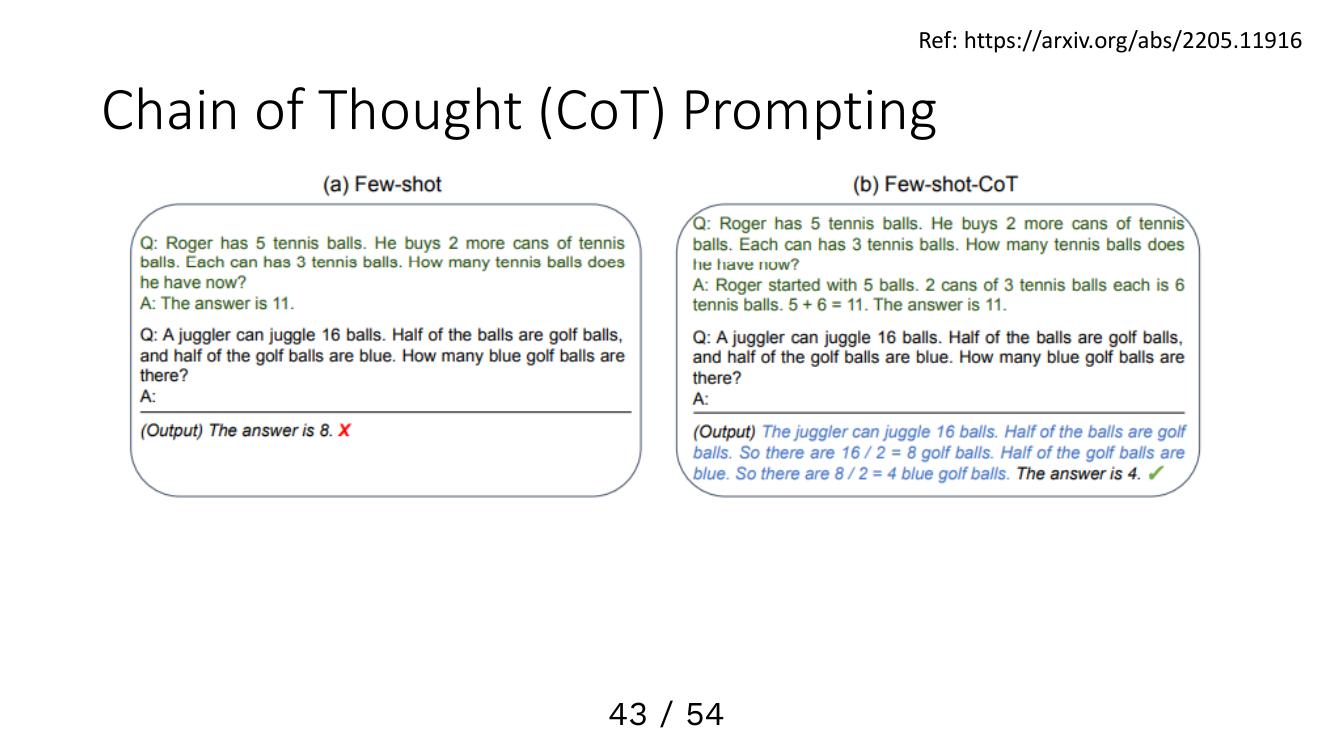 Ref: https://arxiv.org/abs/2205.11916
Chain of Thought (CoT) Prompting
(a) Few-shot
Q: Roger has 5 tennis balls. He buys 2 more cans of tennis
balls. Each can has 3 tennis balls. How many tennis balls does
he have now?
A: The answer is 11.
Q: A juggler can juggle 16 balls. Half of the balls are golf balls,
and half of the golf balls are blue. How many blue golf balls are
there?
A:
(Output) The answer is 8. X
(b) Few-shot-CoT
Q: Roger has 5 tennis balls. He buys 2 more cans of tennis
balls. Each can has 3 tennis balls. How many tennis balls does
he have now?
A: Roger started with 5 balls. 2 cans of 3 tennis balls each is 6
tennis balls. 5 + 6 = 11. The answer is 11.
Q: A juggler can juggle 16 balls. Half of the balls are golf balls,
and half of the golf balls are blue. How many blue golf balls are
there?
A:
(Output) The juggler can juggle 16 balls. Half of the balls are golf
balls. So there are 16 / 2 = 8 golf balls. Half of the golf balls are
blue. So there are 8 / 2 = 4 blue golf balls. The answer is 4. ✓
43 / 54